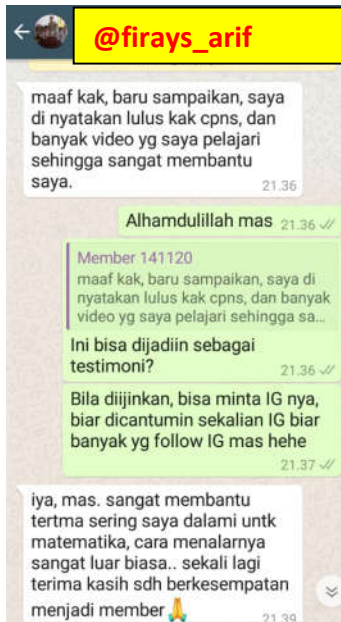 @firays_arif
maaf kak, baru sampaikan, saya
di nyatakan lulus kak cpns, dan
banyak video yg saya pelajari
sehingga sangat membantu
saya.
21.36
Alhamdulillah mas 21.36
Member 141120
maaf kak, baru sampaikan, saya di
nyatakan lulus kak cpns, dan banyak
video yg saya pelajari sehingga sa...
Ini bisa dijadiin sebagai
testimoni?
21.36
Bila diijinkan, bisa minta IG nya,
biar dicantumin sekalian IG biar
banyak yg follow IG mas hehe
21.37
iya, mas. sangat membantu
tertma sering saya dalami untk
matematika, cara menalarnya
sangat luar biasa.. sekali lagi
terima kasih sdh berkesempatan
menjadi member 🙏
21.39